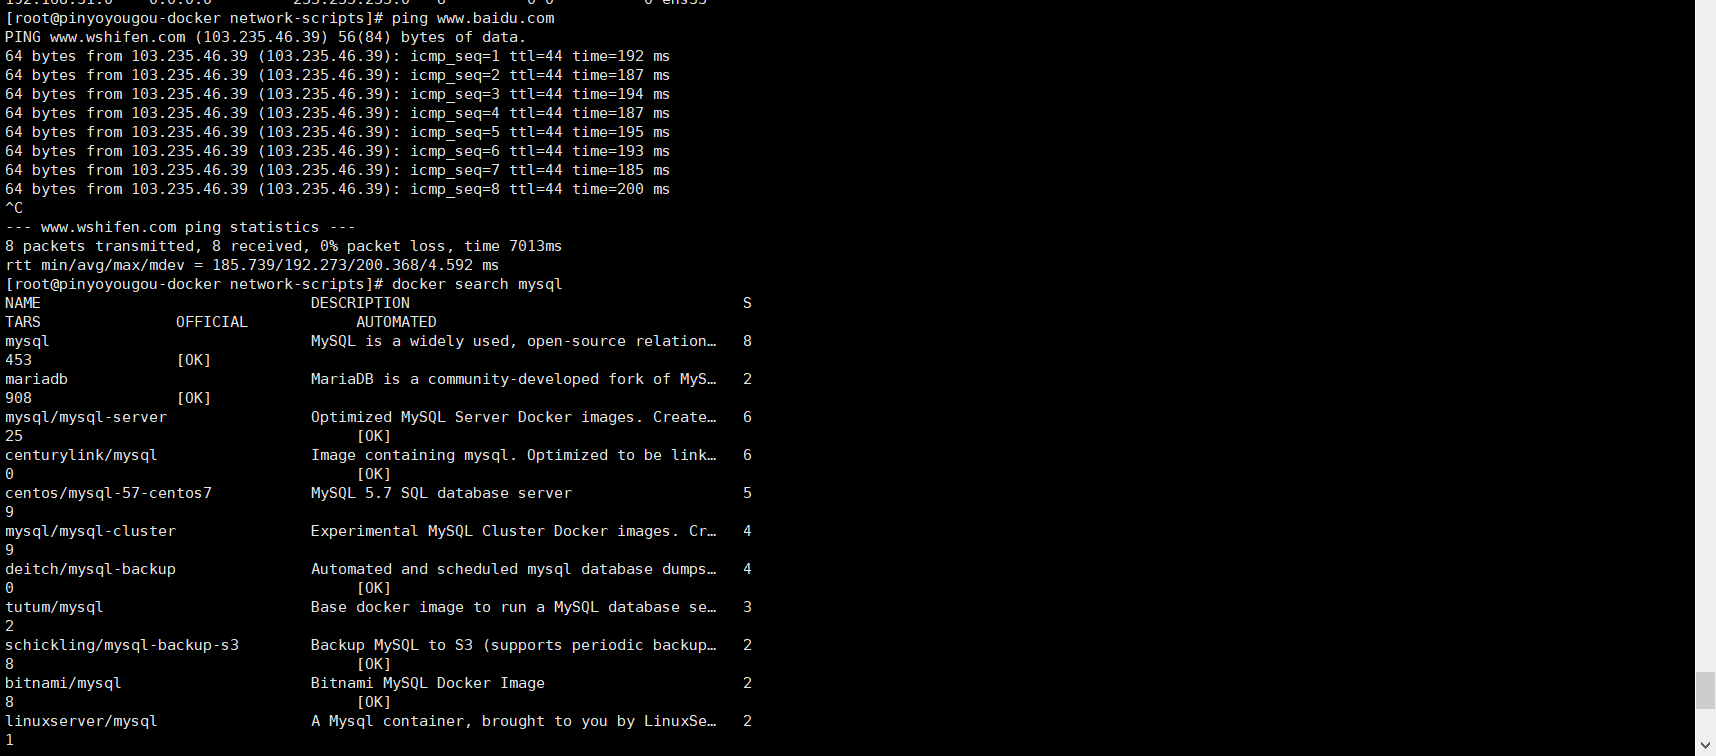 [root@pinyoyougou-docker network-scripts]# ping www.baidu.com
PING www.wshifen.com (103.235.46.39) 56(84) bytes of data.
64 bytes from 103.235.46.39 (103.235.46.39): icmp_seq=1 ttl=44 time=192 ms
64 bytes from 103.235.46.39 (103.235.46.39): icmp_seq=2 ttl=44 time=187 ms
64 bytes from 103.235.46.39 (103.235.46.39): icmp_seq=3 ttl=44 time=194 ms
64 bytes from 103.235.46.39 (103.235.46.39): icmp_seq=4 ttl=44 time=187 ms
64 bytes from 103.235.46.39 (103.235.46.39): icmp_seq=5 ttl=44 time=195 ms
64 bytes from 103.235.46.39 (103.235.46.39): icmp_seq=6 ttl=44 time=193 ms
64 bytes from 103.235.46.39 (103.235.46.39): icmp_seq=7 ttl=44 time=185 ms
64 bytes from 103.235.46.39 (103.235.46.39): icmp_seq=8 ttl=44 time=200 ms
^C
--- www.wshifen.com ping statistics ---
8 packets transmitted, 8 received, 0% packet loss, time 7013ms
rtt min/avg/max/mdev = 185.739/192.273/200.368/4.592 ms
[root@pinyoyougou-docker network-scripts]# docker search mysql
NAME                              DESCRIPTION                                     S
TARS               OFFICIAL            AUTOMATED
mysql                             MySQL is a widely used, open-source relation…   8
453                [OK]
mariadb                           MariaDB is a community-developed fork of MyS…   2
908                [OK]
mysql/mysql-server                Optimized MySQL Server Docker images. Create…   6
25                                     [OK]
centurylink/mysql                 Image containing mysql. Optimized to be link…   6
0                                      [OK]
centos/mysql-57-centos7           MySQL 5.7 SQL database server                   5
9
mysql/mysql-cluster               Experimental MySQL Cluster Docker images. Cr…   4
9
deitch/mysql-backup               Automated and scheduled mysql database dumps…   4
0                                      [OK]
tutum/mysql                       Base docker image to run a MySQL database se…   3
2
schickling/mysql-backup-s3        Backup MySQL to S3 (supports periodic backup…   2
8                                      [OK]
bitnami/mysql                     Bitnami MySQL Docker Image                      2
8                                      [OK]
linuxserver/mysql                 A Mysql container, brought to you by LinuxSe…   2
1